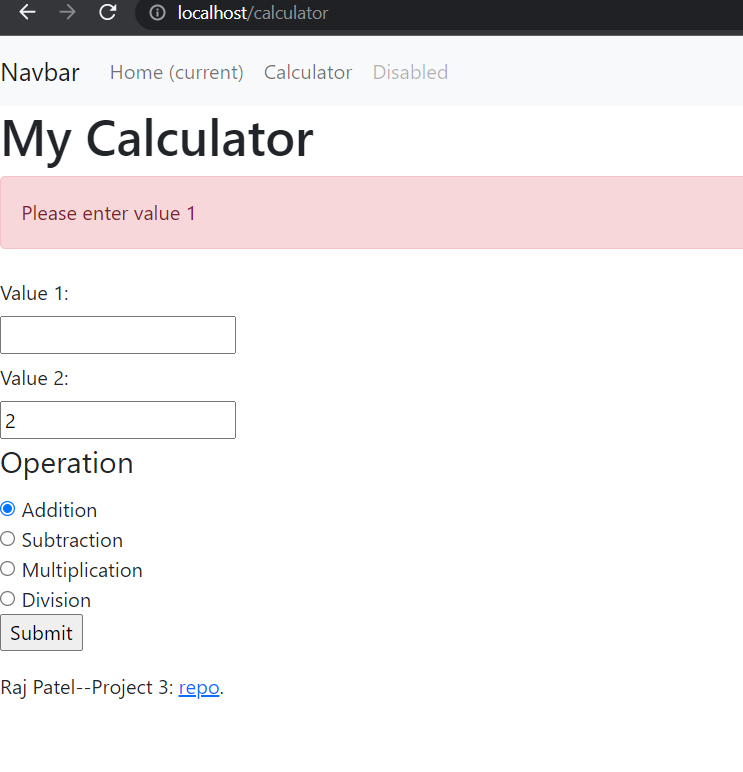 localhost/calculator
Navbar Home (current) Calculator Disabled
My Calculator
Please enter value 1
Value 1:
Value 2:
2
Operation
Addition
Subtraction
Multiplication
Division
Submit
Raj Patel--Project 3: repo.